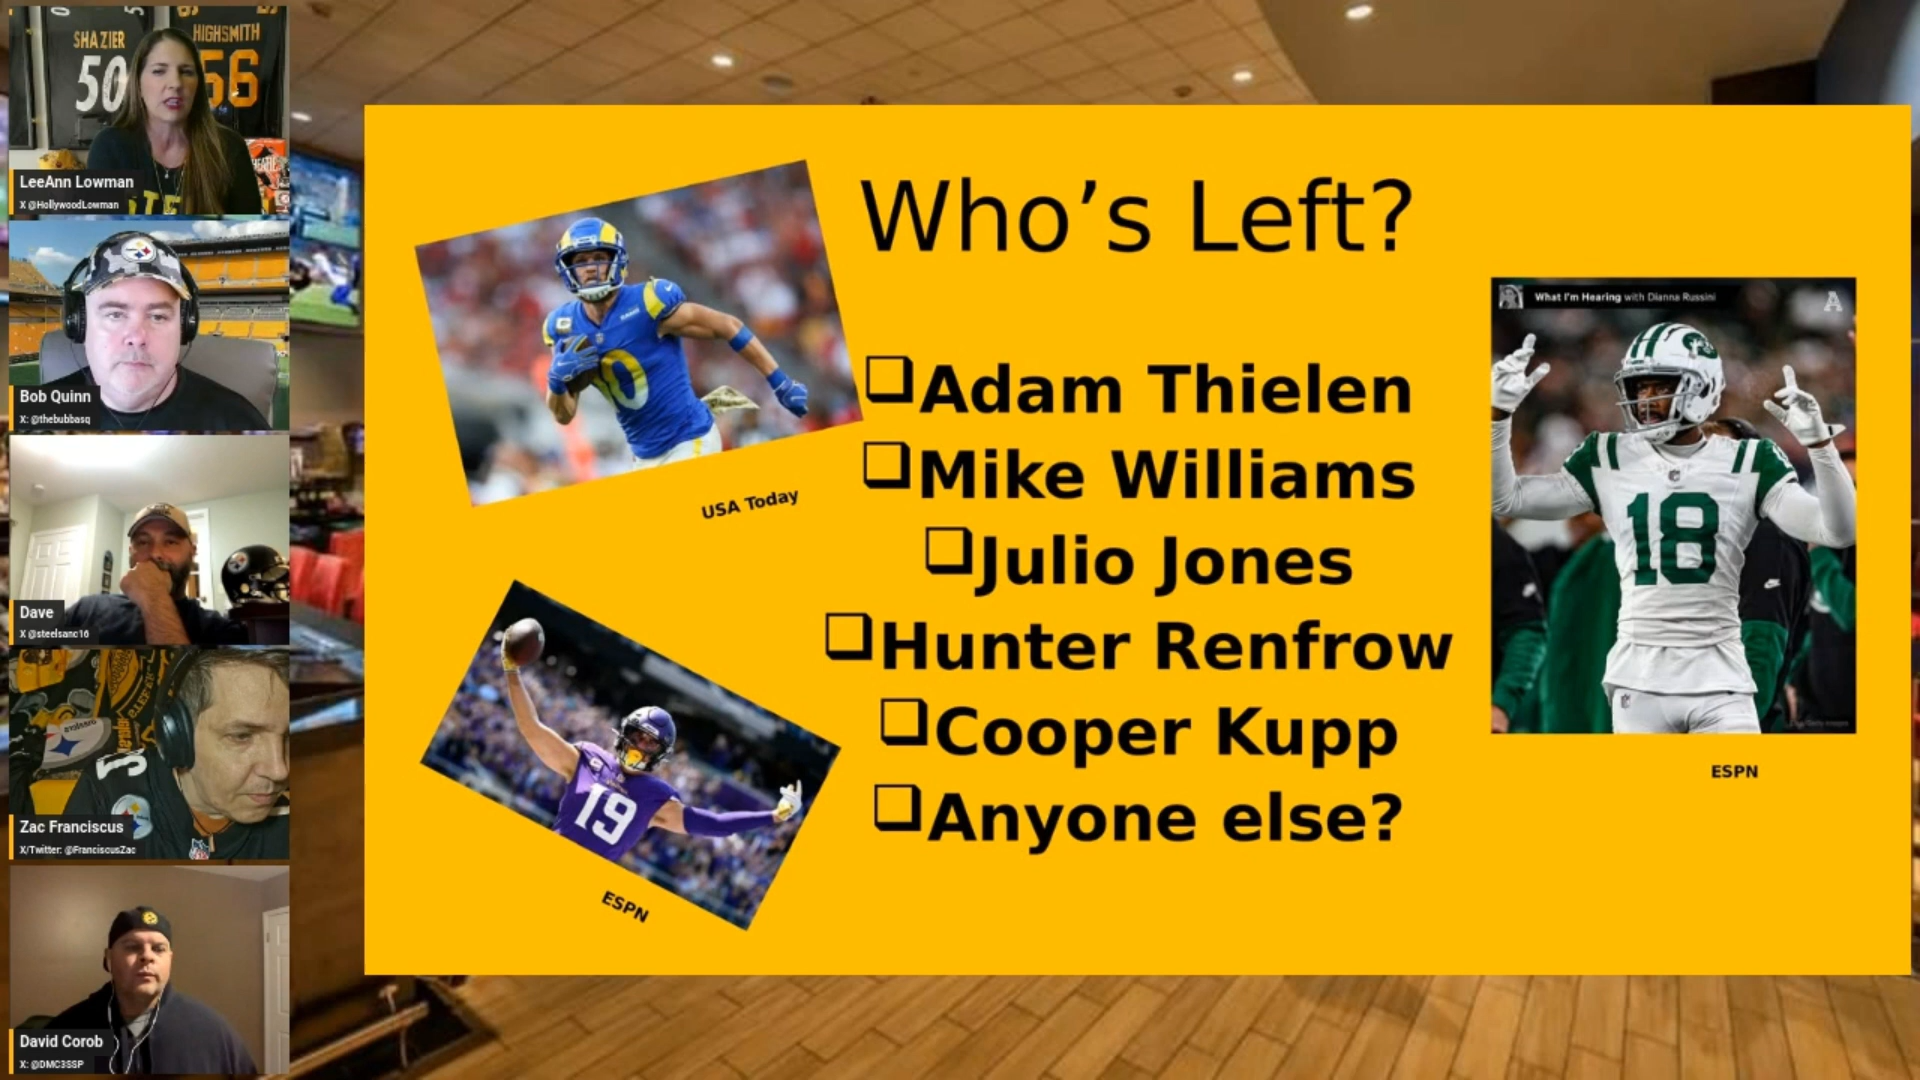 SHAZIER
50
HIGHSMITH
56
LeeAnn Lowman
X @HollywoodLowman
Bob Quinn
X: @thebubbasq
Dave
X @steelsanc16
Zac Franciscus
X/Twitter: @FranciscusZac
David Corob
X: @DMC3SSP
Who’s Left?
❑Adam Thielen
❑Mike Williams
❑Julio Jones
❑Hunter Renfrow
❑Cooper Kupp
❑Anyone else?
USA Today
19
ESPN
What I'm Hearing with Dianna Russini
18
ESPN